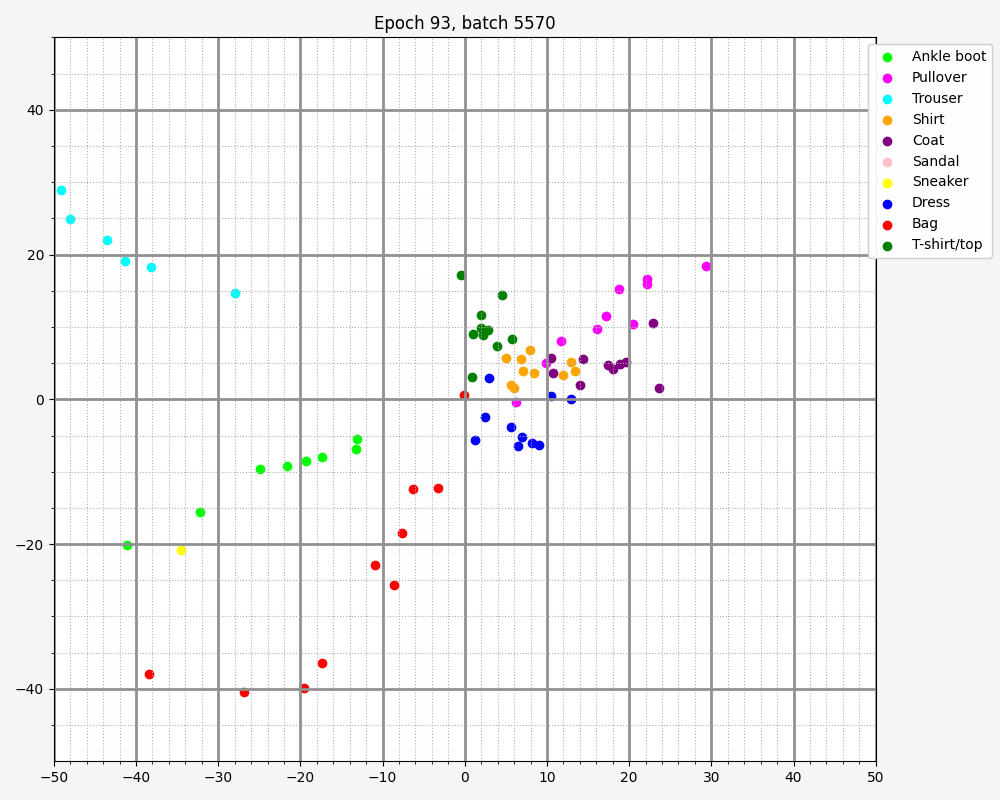 Epoch 93, batch 5570
Ankle boot
Pullover
Trouser
Shirt
Coat
Sandal
Sneaker
Dress
Bag
T-shirt/top
40
20
0
−20
−40
−50 −40 −30 −20 −10 0 10 20 30 40 50